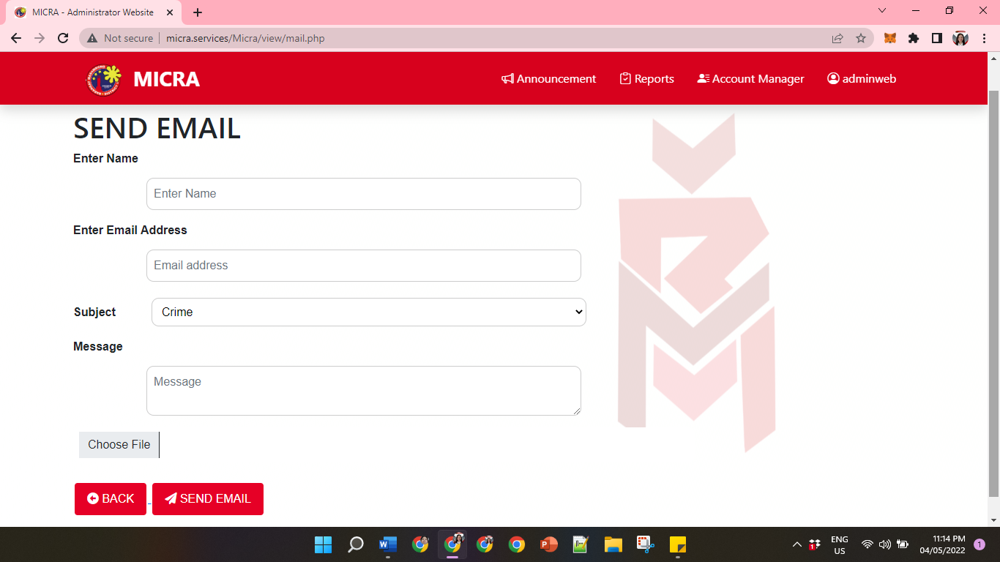 MICRA - Administrator Website
Not secure micra.services/Micra/view/mail.php
MICRA
Announcement Reports Account Manager adminweb
SEND EMAIL
Enter Name
Enter Name
Enter Email Address
Email address
Subject Crime
Message
Message
Choose File
BACK SEND EMAIL
ENG
US
11:14 PM
04/05/2022
1
1